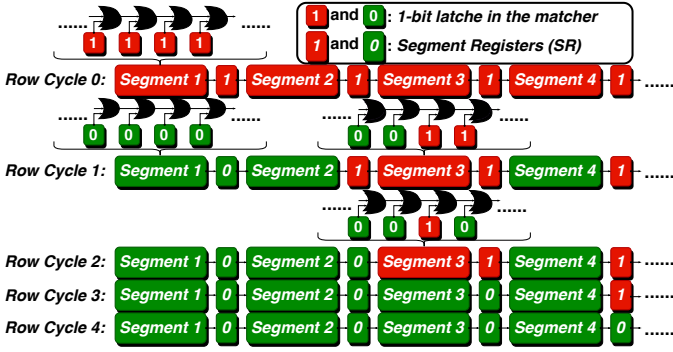 1 and 0 : 1-bit latche in the matcher
1 and 0 : Segment Registers (SR)
...... 1 1 1 1 ......
Row Cycle 0: Segment 1 1 Segment 2 1 Segment 3 1 Segment 4 1 ......
...... 0 0 0 0 ...... ...... 0 0 1 1 ......
Row Cycle 1: Segment 1 0 Segment 2 1 Segment 3 1 Segment 4 1 ......
...... 0 0 1 0 ......
Row Cycle 2: Segment 1 0 Segment 2 0 Segment 3 1 Segment 4 1 ......
Row Cycle 3: Segment 1 0 Segment 2 0 Segment 3 0 Segment 4 1 ......
Row Cycle 4: Segment 1 0 Segment 2 0 Segment 3 0 Segment 4 0 ......